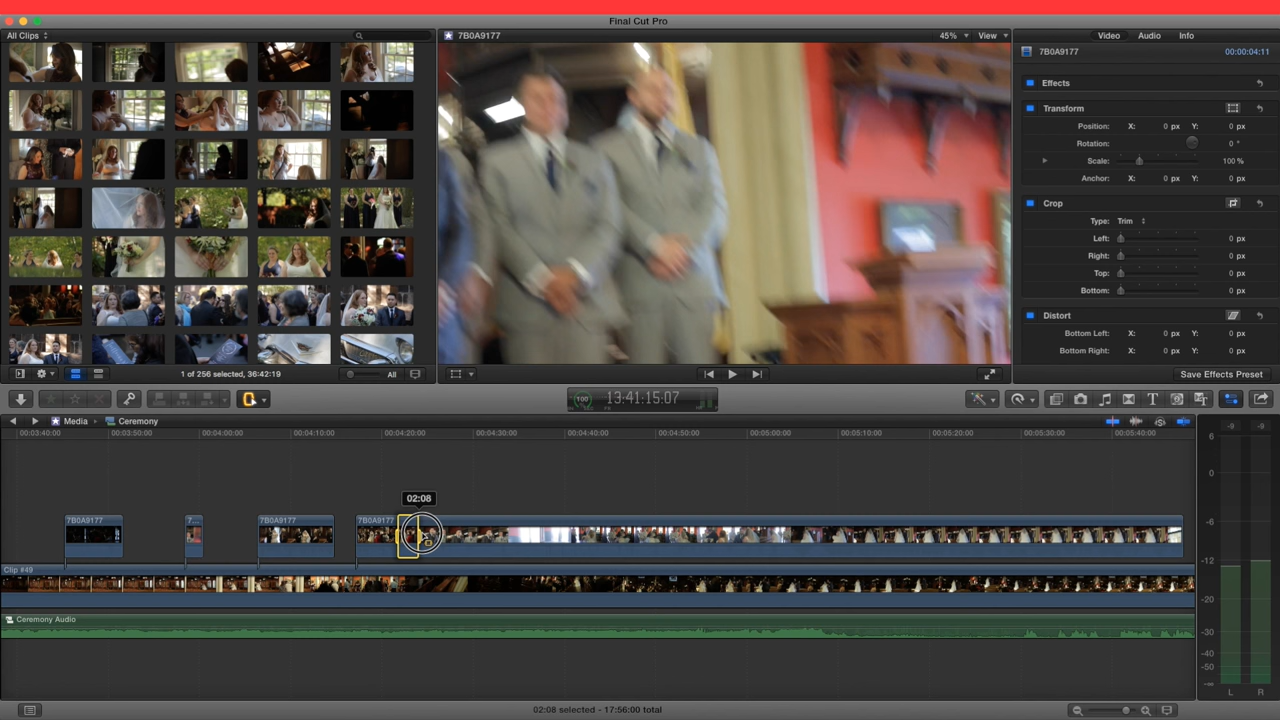 Final Cut Pro
All Clips
7B0A9177
45%
View
Video
Audio
Info
7B0A9177
00:00:04:11
Effects
Transform
Position: X: 0 px Y: 0 px
Rotation: 0 °
Scale: 100 %
Anchor: X: 0 px Y: 0 px
Crop
Type: Trim
Left: 0 px
Right: 0 px
Top: 0 px
Bottom: 0 px
Distort
Bottom Left: X: 0 px Y: 0 px
Bottom Right: X: 0 px Y: 0 px
1 of 256 selected, 36:42:19
All
Save Effects Preset
100
13:41:15:07
Media
Ceremony
00:03:40:00 00:03:50:00 00:04:00:00 00:04:10:00 00:04:20:00 00:04:30:00 00:04:40:00 00:04:50:00 00:05:00:00 00:05:10:00 00:05:20:00 00:05:30:00 00:05:40:00
02:08
7B0A9177 7... 7B0A9177 7B0A9177
Clip #49
Ceremony Audio
-9 -9
6
0
-6
-12
-20
-30
-40
-50
-∞
L R
02:08 selected - 17:56:00 total